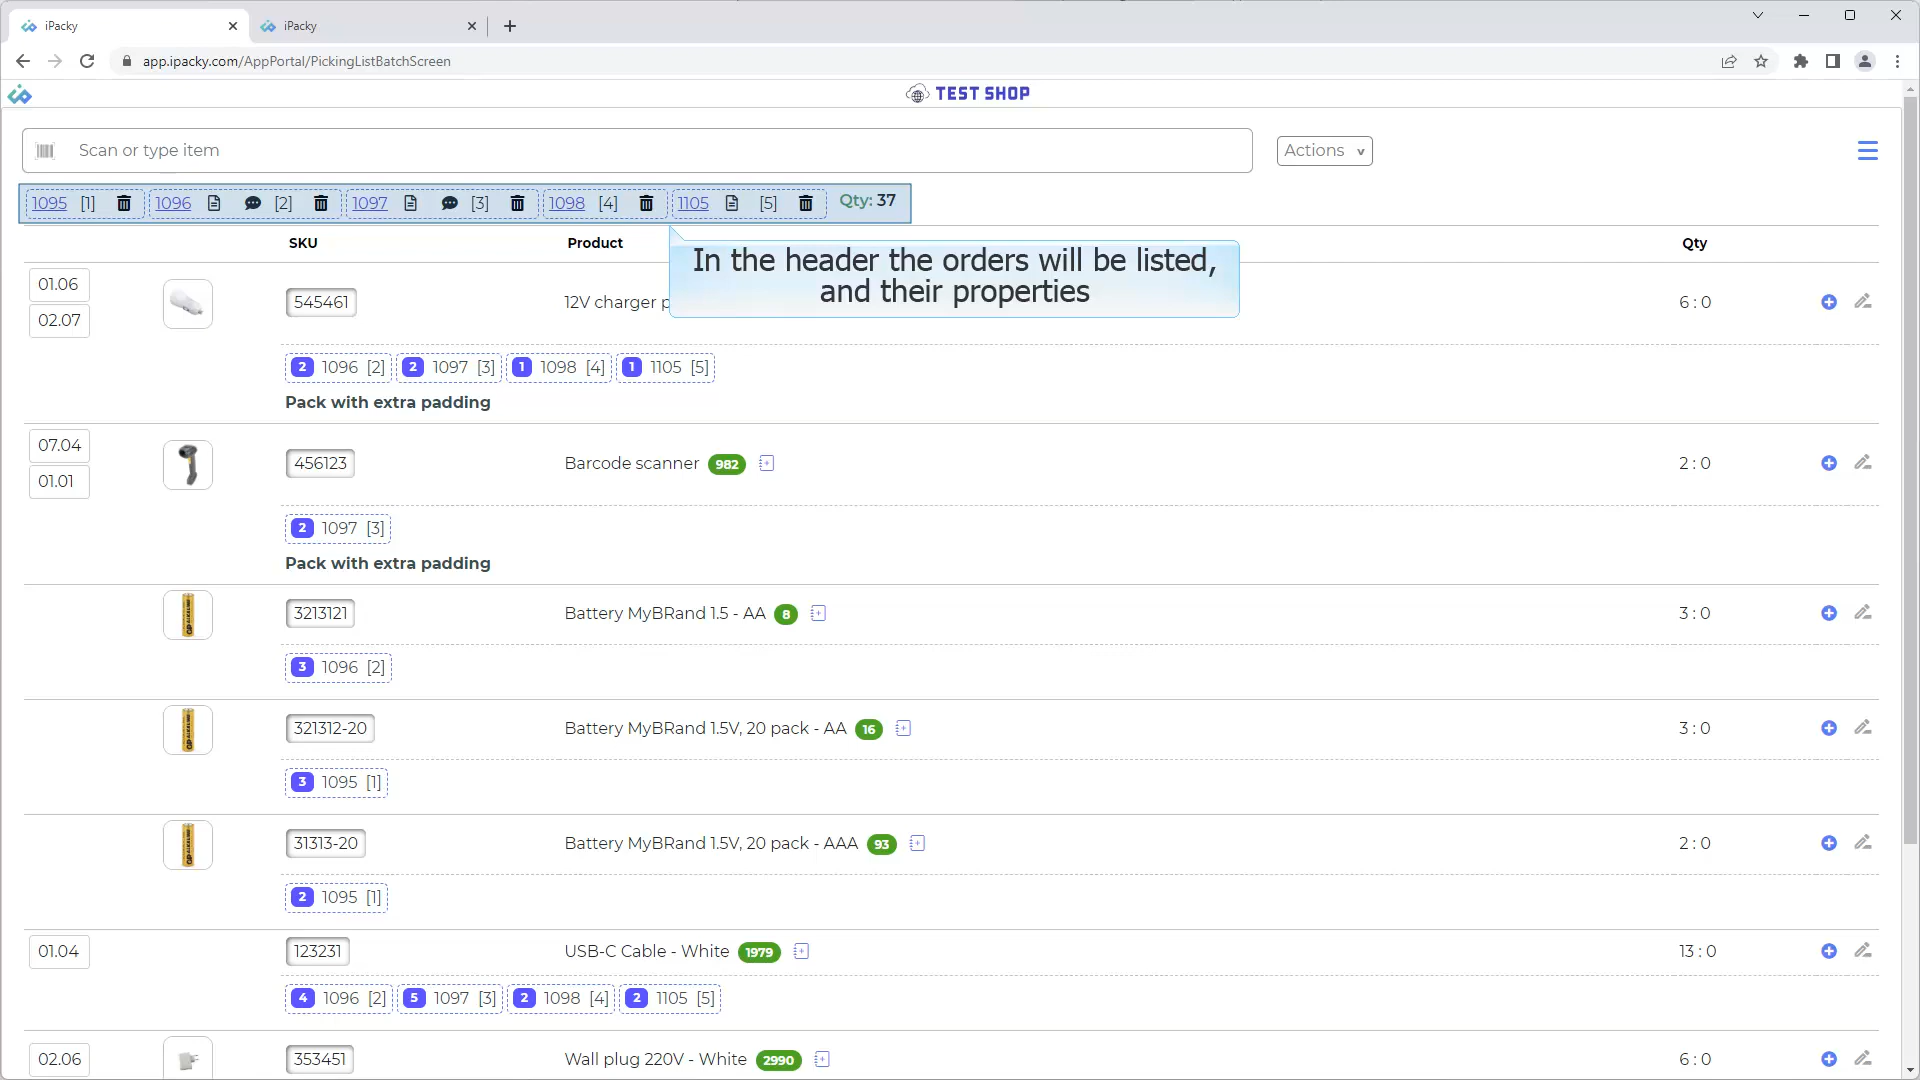 iPacky
iPacky
app.ipacky.com/AppPortal/PickingListBatchScreen
TEST SHOP
Scan or type item
Actions v
1095 [1] 1096 [2] 1097 [3] 1098 [4] 1105 [5] Qty: 37
In the header the orders will be listed,
and their properties
SKU Product Qty
01.06
02.07
545461 12V charger 6 : 0
2 1096 [2] 2 1097 [3] 1 1098 [4] 1 1105 [5]
Pack with extra padding
07.04
01.01
456123 Barcode scanner 982 2 : 0
2 1097 [3]
Pack with extra padding
3213121 Battery MyBRand 1.5 - AA 8 3 : 0
3 1096 [2]
321312-20 Battery MyBRand 1.5V, 20 pack - AA 16 3 : 0
3 1095 [1]
31313-20 Battery MyBRand 1.5V, 20 pack - AAA 93 2 : 0
2 1095 [1]
01.04 123231 USB-C Cable - White 1979 13 : 0
4 1096 [2] 5 1097 [3] 2 1098 [4] 2 1105 [5]
02.06 353451 Wall plug 220V - White 2990 6 : 0